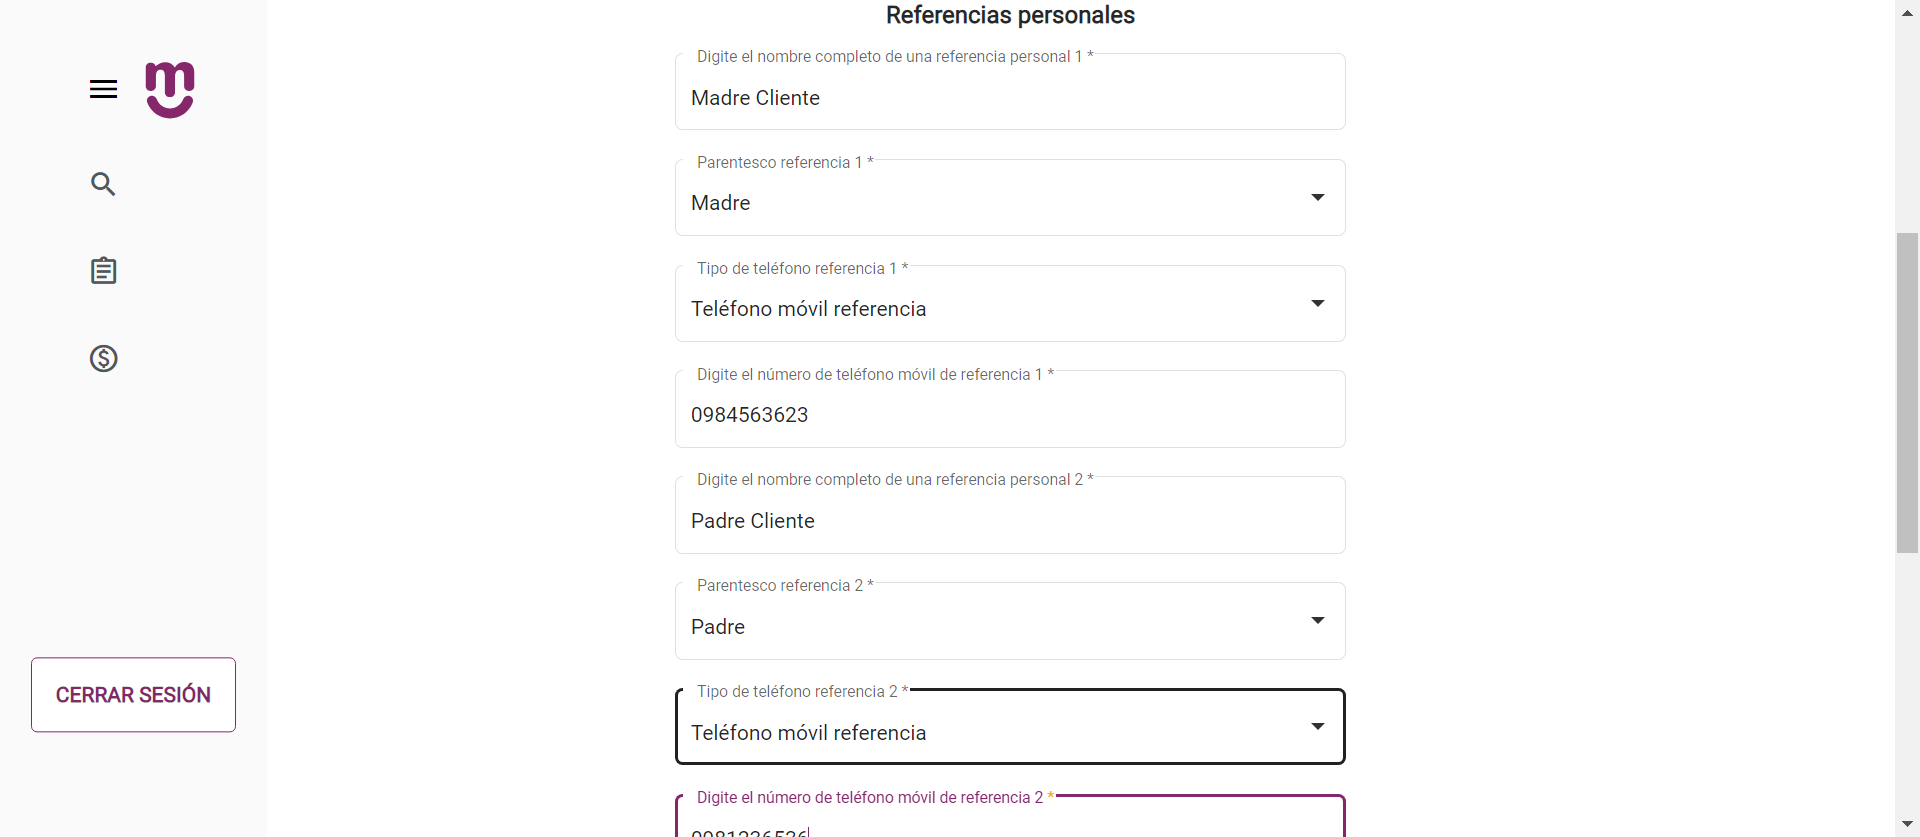 Referencias personales
Digite el nombre completo de una referencia personal 1 *
Madre Cliente
Parentesco referencia 1 *
Madre
Tipo de teléfono referencia 1 *
Teléfono móvil referencia
Digite el número de teléfono móvil de referencia 1 *
0984563623
Digite el nombre completo de una referencia personal 2 *
Padre Cliente
Parentesco referencia 2 *
Padre
CERRAR SESIÓN
Tipo de teléfono referencia 2 *
Teléfono móvil referencia
Digite el número de teléfono móvil de referencia 2 *